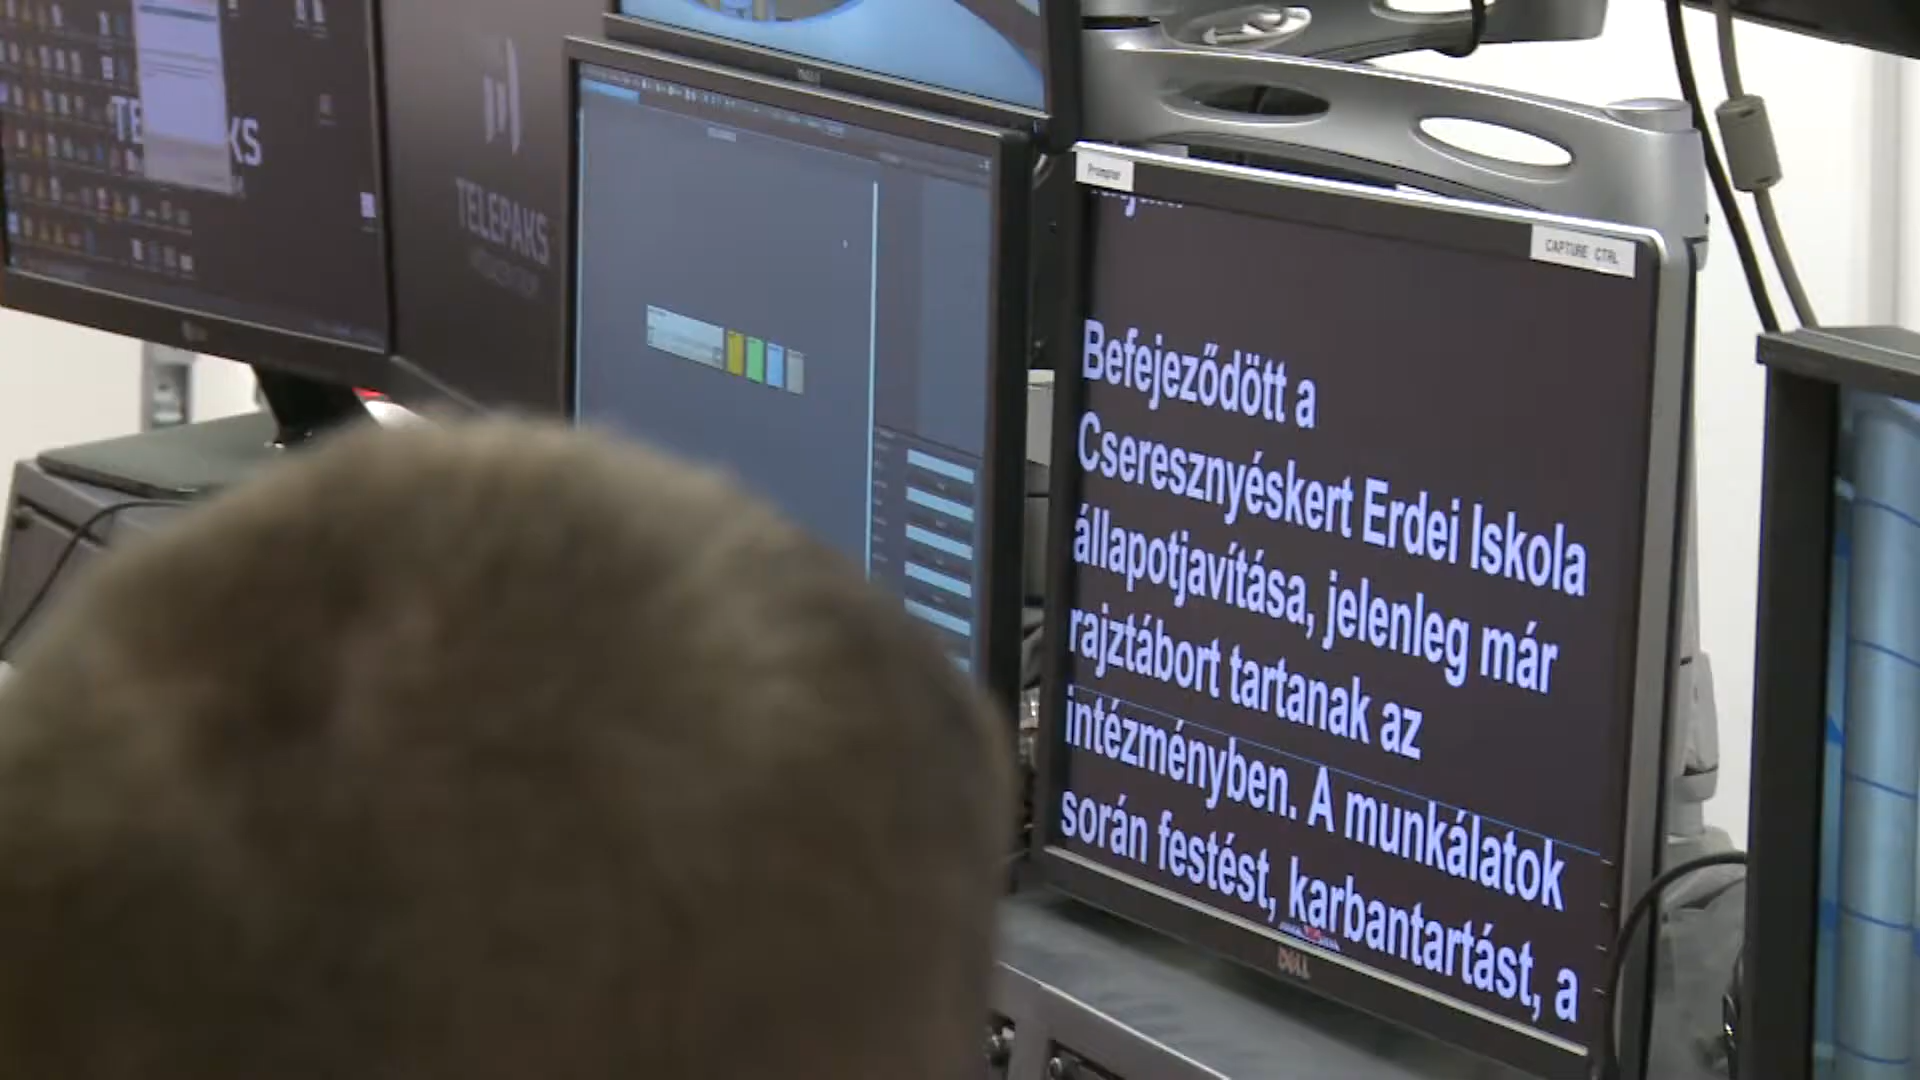 TELEPAKS
Prompter
CAPTURE CTRL
Befejeződött a
Cseresznyéskert Erdei Iskola
állapotjavítása, jelenleg már
rajztábort tartanak az
intézményben. A munkálatok
során festést, karbantartást, a
DELL